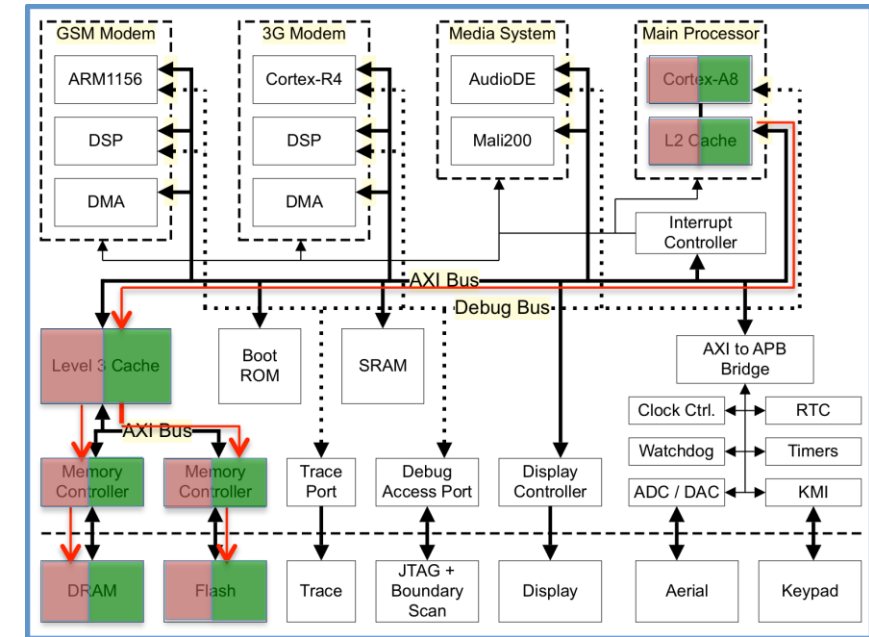 GSM Modem
3G Modem
Media System
Main Processor
ARM1156
Cortex-R4
AudioDE
Cortex-A8
DSP
DSP
Mali200
L2 Cache
DMA
DMA
Interrupt
Controller
AXI Bus
Debug Bus
Level 3 Cache
Boot
ROM
SRAM
AXI to APB
Bridge
Clock Ctrl.
RTC
AXI Bus
Watchdog
Timers
Memory
Controller
Memory
Controller
Trace
Port
Debug
Access Port
Display
Controller
ADC / DAC
KMI
DRAM
Flash
Trace
JTAG +
Boundary
Scan
Display
Aerial
Keypad